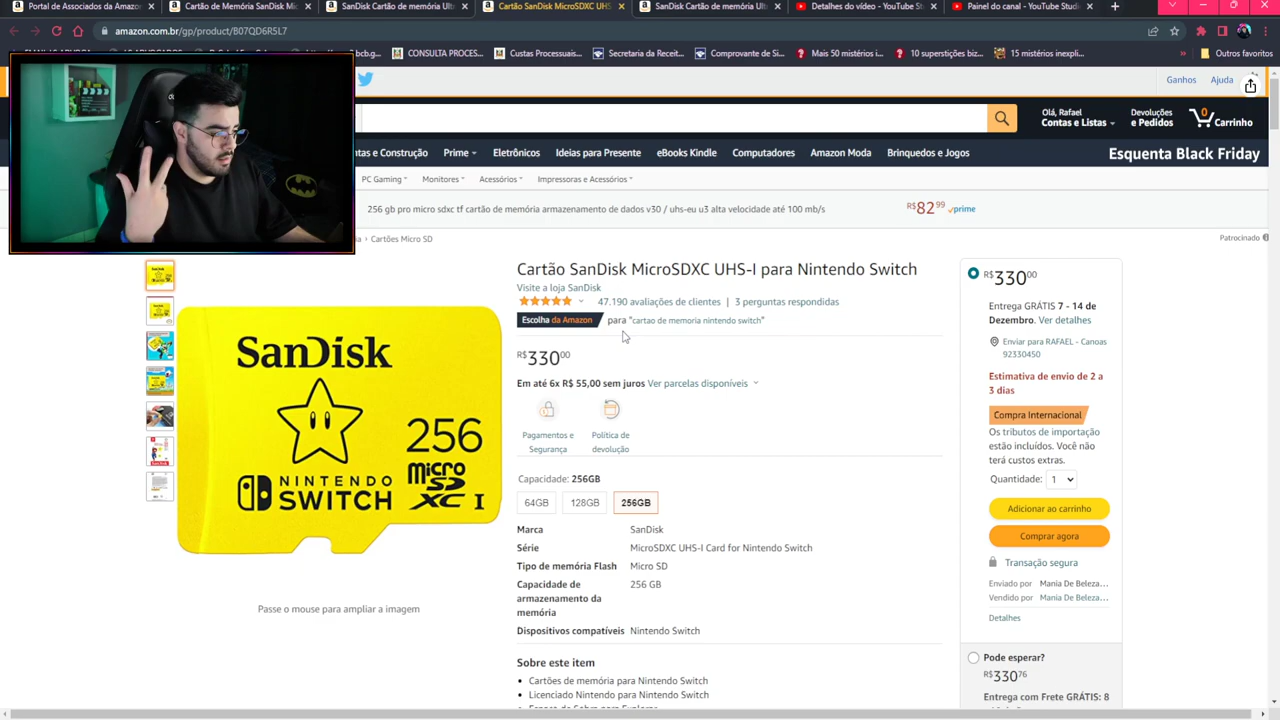 Portal de Associados da Amazon
Cartão de Memória SanDisk Mi
SanDisk Cartão de memória Ult
Cartão SanDisk MicroSDXC UHS-
SanDisk Cartão de memória Ult
Detalhes do vídeo - YouTube St
Painel do canal - YouTube Studi
amazon.com.br/gp/product/B07QD6R5L7
CONSULTA PROCES...
Custas Processuais...
Secretaria da Receit...
Comprovante de Si...
Mais 50 mistérios i...
10 superstições biz...
15 mistérios inexpli...
Outros favoritos
Ganhos
Ajuda
Olá, Rafael
Contas e Listas
Devoluções
e Pedidos
0
Carrinho
ntas e Construção
Prime
Eletrônicos
Ideias para Presente
eBooks Kindle
Computadores
Amazon Moda
Brinquedos e Jogos
Esquenta Black Friday
PC Gaming
Monitores
Acessórios
Impressoras e Acessórios
256 gb pro micro sdxc tf cartão de memória armazenamento de dados v30 / uhs-eu u3 alta velocidade até 100 mb/s
R$8299 prime
Patrocinado
› Cartões Micro SD
SanDisk
256
NINTENDO
SWITCH
micro
SD
XC I
Passe o mouse para ampliar a imagem
Cartão SanDisk MicroSDXC UHS-I para Nintendo Switch
Visite a loja SanDisk
47.190 avaliações de clientes | 3 perguntas respondidas
Escolha da Amazon para "cartao de memoria nintendo switch"
R$33000
Em até 6x R$ 55,00 sem juros Ver parcelas disponíveis
Pagamentos e
Segurança
Política de
devolução
Capacidade: 256GB
64GB
128GB
256GB
Marca SanDisk
Série MicroSDXC UHS-I Card for Nintendo Switch
Tipo de memória Flash Micro SD
Capacidade de 256 GB
armazenamento da
memória
Dispositivos compatíveis Nintendo Switch
Sobre este item
• Cartões de memória para Nintendo Switch
• Licenciado Nintendo para Nintendo Switch
R$33000
Entrega GRÁTIS 7 - 14 de
Dezembro. Ver detalhes
Enviar para RAFAEL - Canoas
92330450
Estimativa de envio de 2 a
3 dias
Compra Internacional
Os tributos de importação
estão incluídos. Você não
terá custos extras.
Quantidade: 1
Adicionar ao carrinho
Comprar agora
Transação segura
Enviado por Mania De Beleza...
Vendido por Mania De Beleza...
Detalhes
Pode esperar?
R$33076
Entrega com Frete GRÁTIS: 8